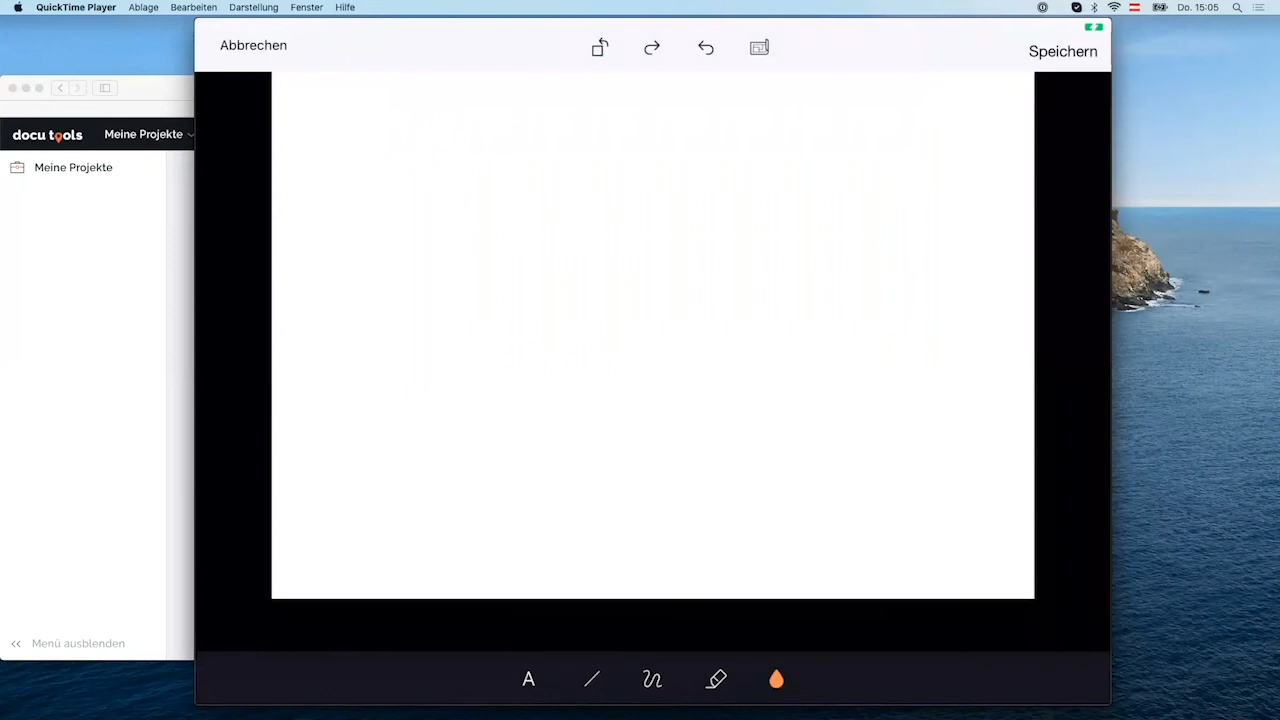 QuickTime Player Ablage Bearbeiten Darstellung Fenster Hilfe Do. 15:05
Abbrechen
Speichern
docu tools Meine Projekte
Meine Projekte
Menü ausblenden
A